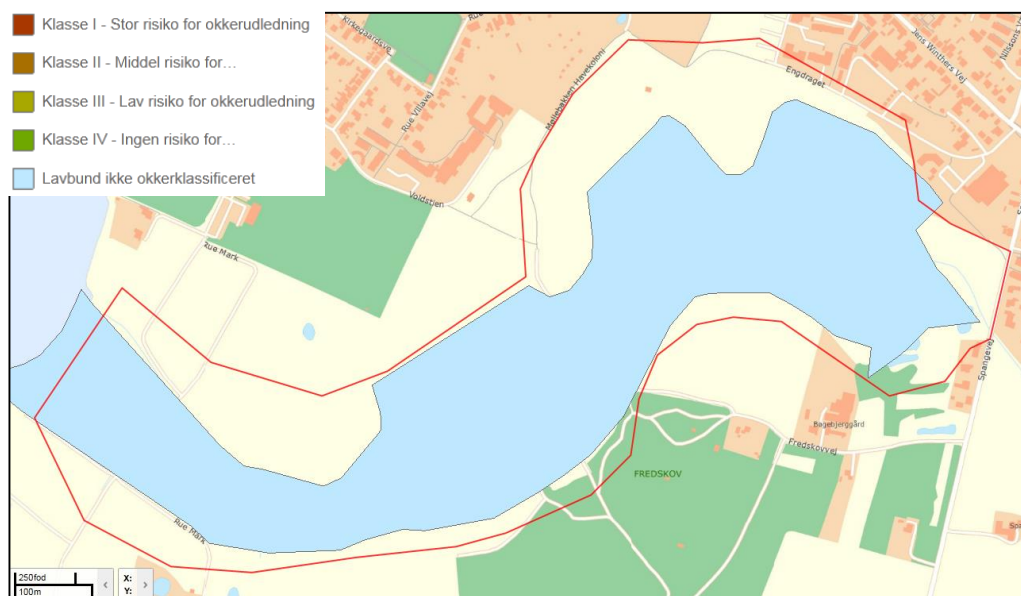 Klasse I - Stor risiko for okkerudledning
Klasse II - Middel risiko for…
Klasse III - Lav risiko for okkerudledning
Klasse IV - Ingen risiko for…
Lavbund ikke okkerklassificeret
Kirkegaardsve
Rue Villavej
Møllebakken Havekoloni
Engdraget
Jens Winthers Vej
Nilssons V
Voldstien
Rue Mark
Spangevej
Bøgebjerggård
Fredskovvej
FREDSKOV
Rue Mark
250fod
100m
X:
Y: